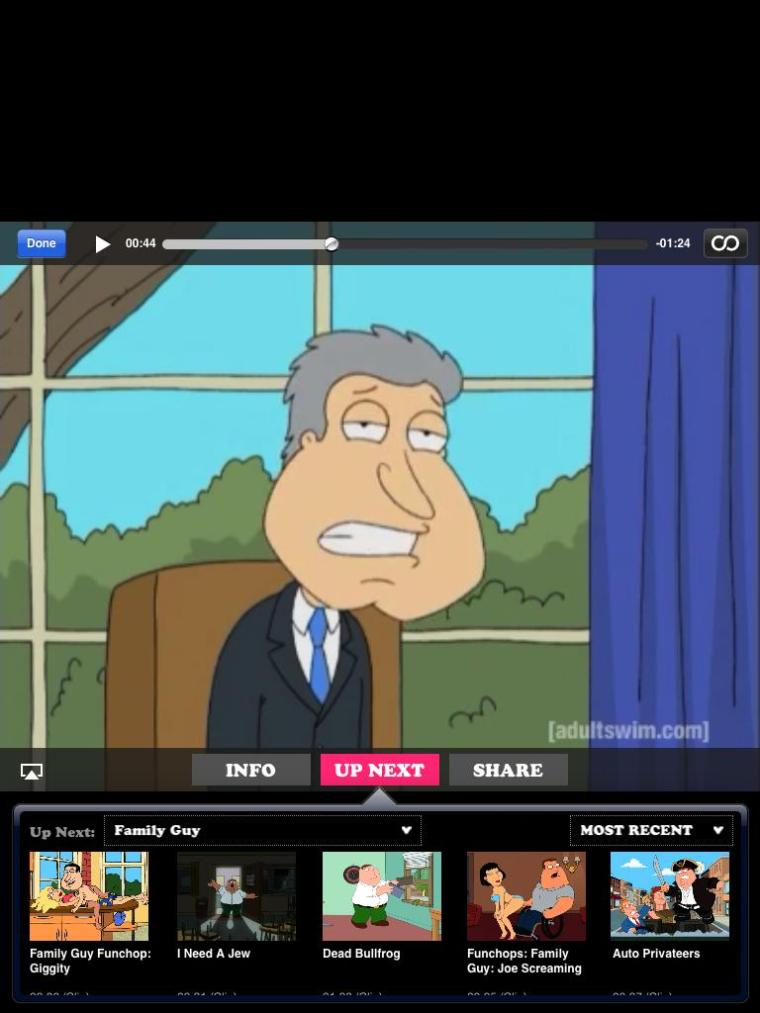 Done
00:44
-01:24
[adultswim.com]
INFO
UP NEXT
SHARE
Up Next:
Family Guy
MOST RECENT
Family Guy Funchop:
Giggity
I Need A Jew
Dead Bullfrog
Funchops: Family
Guy: Joe Screaming
Auto Privateers